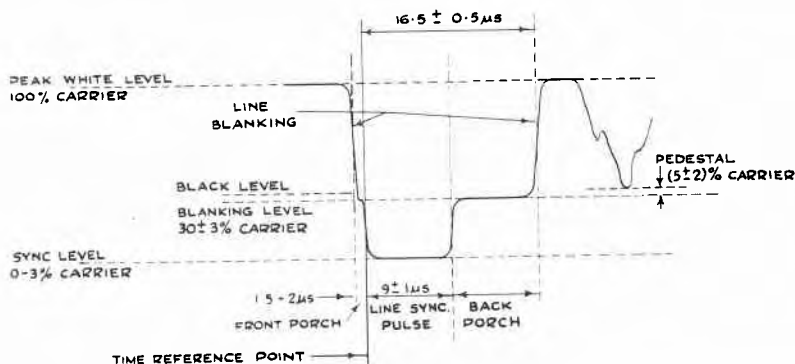 16·5 ± 0·5 µs
PEAK WHITE LEVEL
100% CARRIER
LINE
BLANKING
PEDESTAL
(5±2)% CARRIER
BLACK LEVEL
BLANKING LEVEL
30±3% CARRIER
SYNC LEVEL
0-3% CARRIER
1·5-2µs
9±1µs
FRONT PORCH
LINE SYNC.
PULSE
BACK
PORCH
TIME REFERENCE POINT